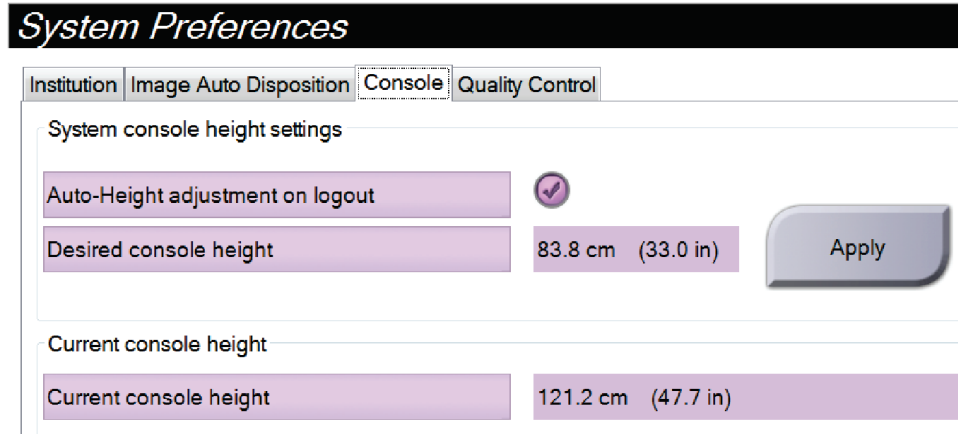 System Preferences
Institution Image Auto Disposition Console Quality Control
System console height settings
Auto-Height adjustment on logout
Desired console height 83.8 cm (33.0 in) Apply
Current console height
Current console height 121.2 cm (47.7 in)